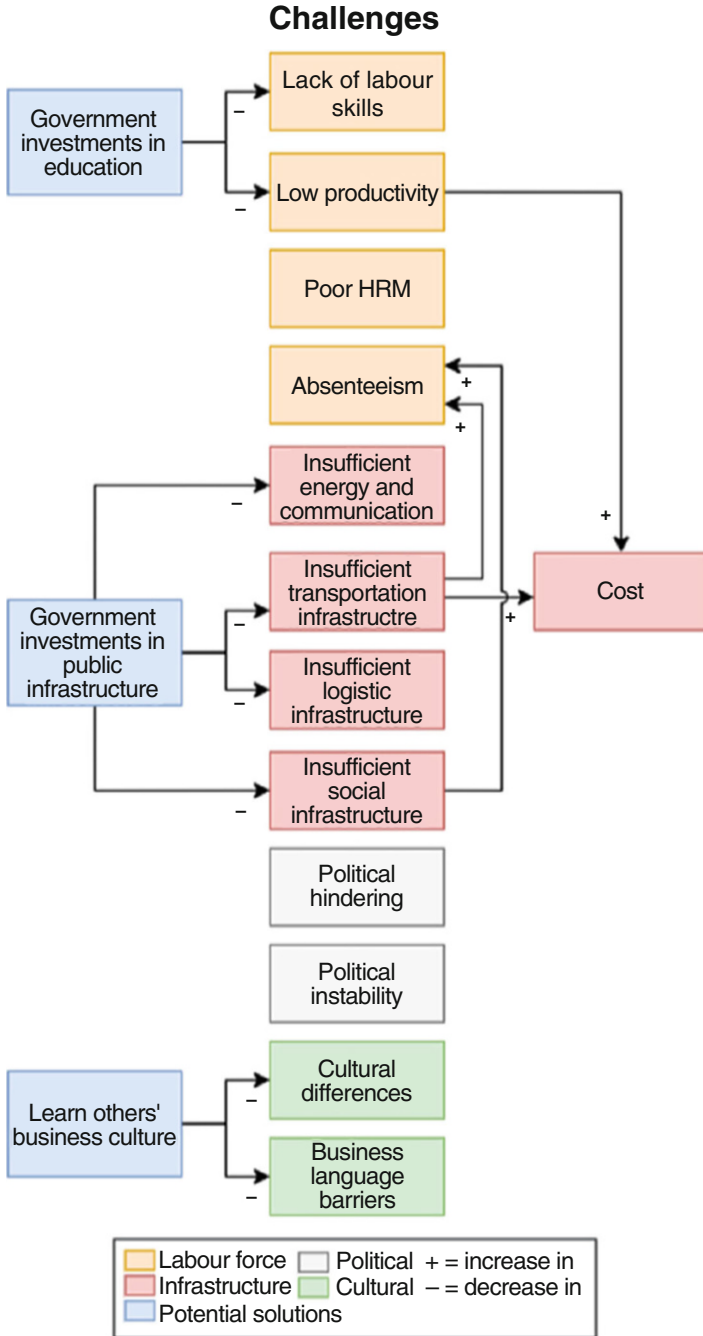 Challenges
Government
investments in
education
–
–
Lack of labour
skills
Low productivity
Poor HRM
Absenteeism
+
+
Insufficient
energy and
communication
–
+
Insufficient
transportation
infrastructre
Cost
+
Government
investments in
public
infrastructure
–
–
Insufficient
logistic
infrastructure
Insufficient
social
infrastructure
–
Political
hindering
Political
instability
Learn others'
business culture
–
–
Cultural
differences
Business
language
barriers
Labour force Political + = increase in
Infrastructure Cultural – = decrease in
Potential solutions